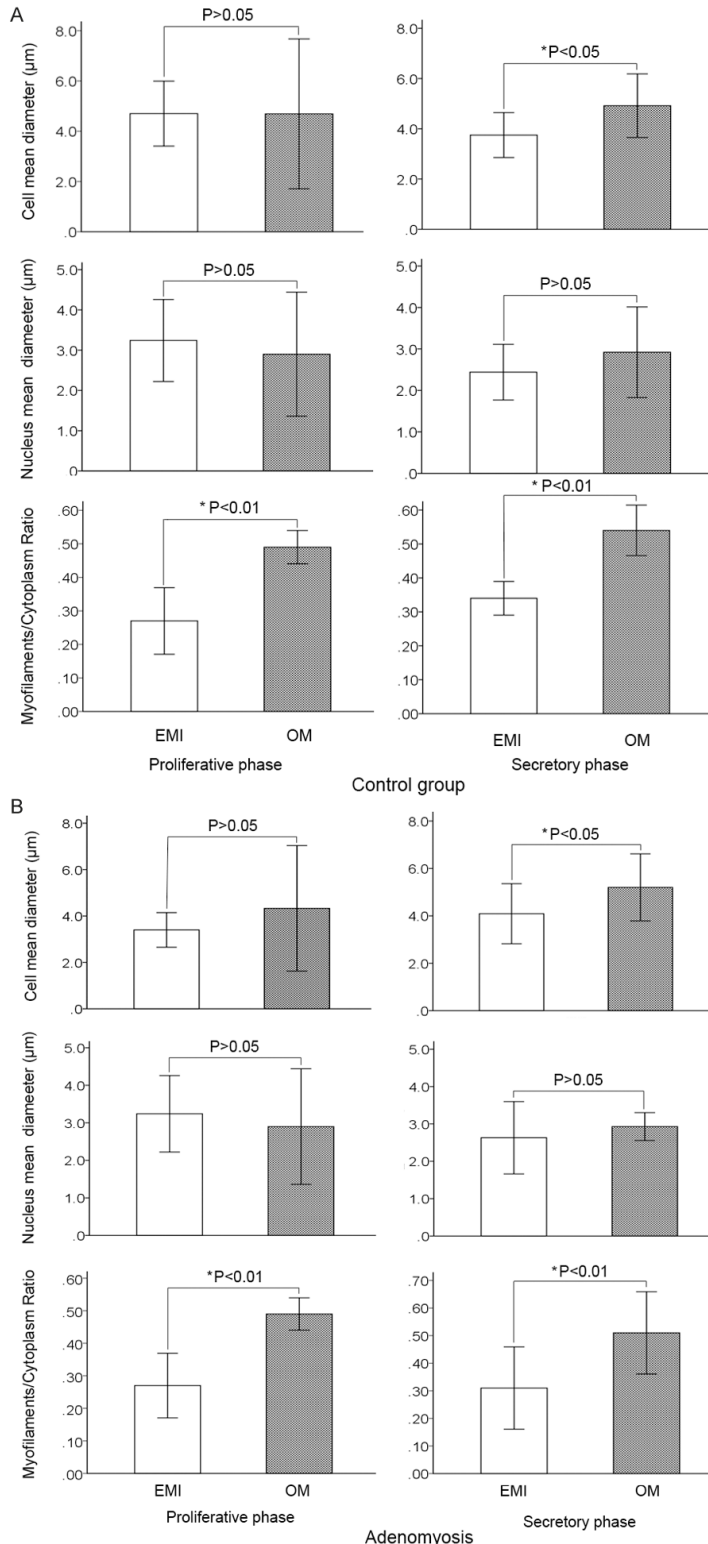 A
P>0.05
*P<0.05
Cell mean diameter (µm)
8.0
6.0
4.0
2.0
.0
8.0
6.0
4.0
2.0
.0
P>0.05
P>0.05
Nucleus mean diameeter (µm)
5.0
4.0
3.0
2.0
1.0
.0
5.0
4.0
3.0
2.0
1.0
.0
* P<0.01
* P<0.01
Myofilaments/Cytoplasm Ratio
.60
.50
.40
.30
.20
.10
.00
.60
.50
.40
.30
.20
.10
.00
EMI OM
EMI OM
Proliferative phase
Secretory phase
Control group
B
P>0.05
*P<0.05
Cell mean diameter (µm)
8.0
6.0
4.0
2.0
.0
8.0
6.0
4.0
2.0
.0
P>0.05
P>0.05
Nucleus mean diameeter (µm)
5.0
4.0
3.0
2.0
1.0
.0
5.0
4.0
3.0
2.0
1.0
.0
*P<0.01
*P<0.01
Myofilaments/Cytoplasm Ratio
.60
.50
.40
.30
.20
.10
.00
.70
.60
.50
.40
.30
.20
.10
.00
EMI OM
EMI OM
Proliferative phase
Secretory phase
Adenomyosis